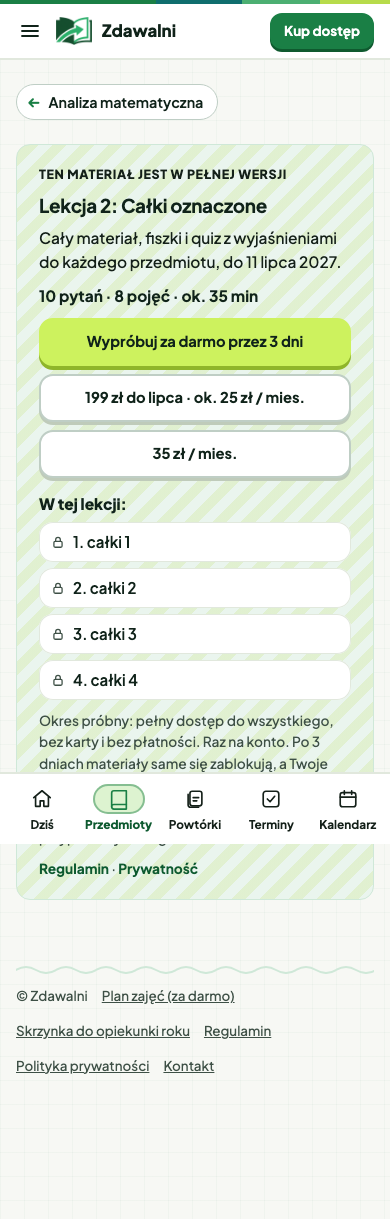 Zdawalni
Kup dostęp
Analiza matematyczna
TEN MATERIAŁ JEST W PEŁNEJ WERSJI
Lekcja 2: Całki oznaczone
Cały materiał, fiszki i quiz z wyjaśnieniami
do każdego przedmiotu, do 11 lipca 2027.
10 pytań · 8 pojęć · ok. 35 min
Wypróbuj za darmo przez 3 dni
199 zł do lipca · ok. 25 zł / mies.
35 zł / mies.
W tej lekcji:
1. całki 1
2. całki 2
3. całki 3
4. całki 4
Okres próbny: pełny dostęp do wszystkiego,
bez karty i bez płatności. Raz na konto. Po 3
dniach materiały same się zablokują, a Twoje
Dziś
Przedmioty
Powtórki
Terminy
Kalendarz
Regulamin · Prywatność
© Zdawalni Plan zajęć (za darmo)
Skrzynka do opiekunki roku Regulamin
Polityka prywatności Kontakt